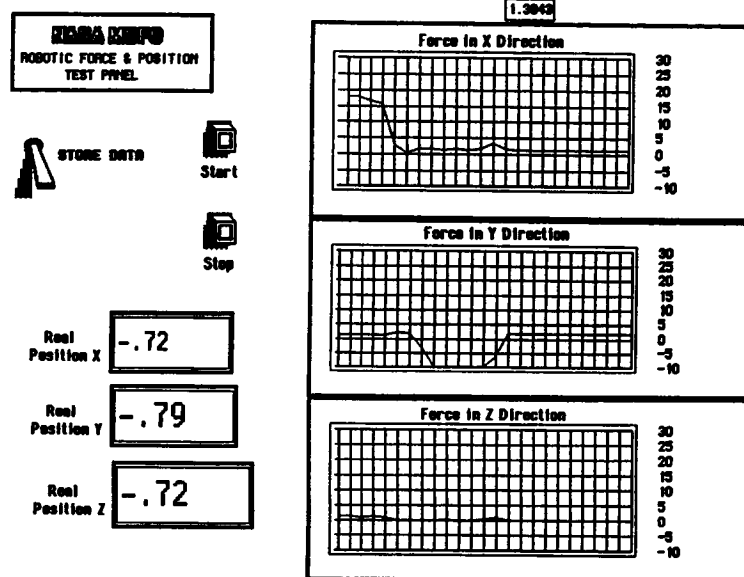 ROBOTIC FORCE & POSITION
TEST PANEL
STORE DATA
Start
Stop
Real
Position X
-.72
Real
Position Y
-.79
Real
Position Z
-.72
Force in X Direction
30
25
20
15
10
5
0
-5
-10
Force in Y Direction
30
25
20
15
10
5
0
-5
-10
Force in Z Direction
30
25
20
15
10
5
0
-5
-10